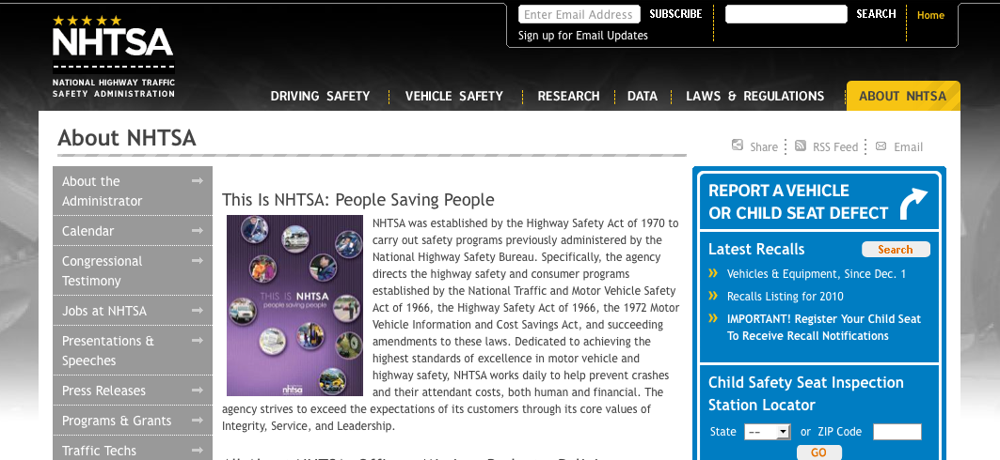 Enter Email Address SUBSCRIBE SEARCH Home
Sign up for Email Updates
NHTSA
NATIONAL HIGHWAY TRAFFIC
SAFETY ADMINISTRATION
DRIVING SAFETY VEHICLE SAFETY RESEARCH DATA LAWS & REGULATIONS ABOUT NHTSA
About NHTSA
Share RSS Feed Email
About the
Administrator
Calendar
Congressional
Testimony
Jobs at NHTSA
Presentations &
Speeches
Press Releases
Programs & Grants
Traffic Techs
This Is NHTSA: People Saving People
THIS IS NHTSA
people saving people
nhtsa
NHTSA was established by the Highway Safety Act of 1970 to
carry out safety programs previously administered by the
National Highway Safety Bureau. Specifically, the agency
directs the highway safety and consumer programs
established by the National Traffic and Motor Vehicle Safety
Act of 1966, the Highway Safety Act of 1966, the 1972 Motor
Vehicle Information and Cost Savings Act, and succeeding
amendments to these laws. Dedicated to achieving the
highest standards of excellence in motor vehicle and
highway safety, NHTSA works daily to help prevent crashes
and their attendant costs, both human and financial. The
agency strives to exceed the expectations of its customers through its core values of
Integrity, Service, and Leadership.
REPORT A VEHICLE
OR CHILD SEAT DEFECT
Latest Recalls Search
Vehicles & Equipment, Since Dec. 1
Recalls Listing for 2010
IMPORTANT! Register Your Child Seat
To Receive Recall Notifications
Child Safety Seat Inspection
Station Locator
State -- or ZIP Code
GO